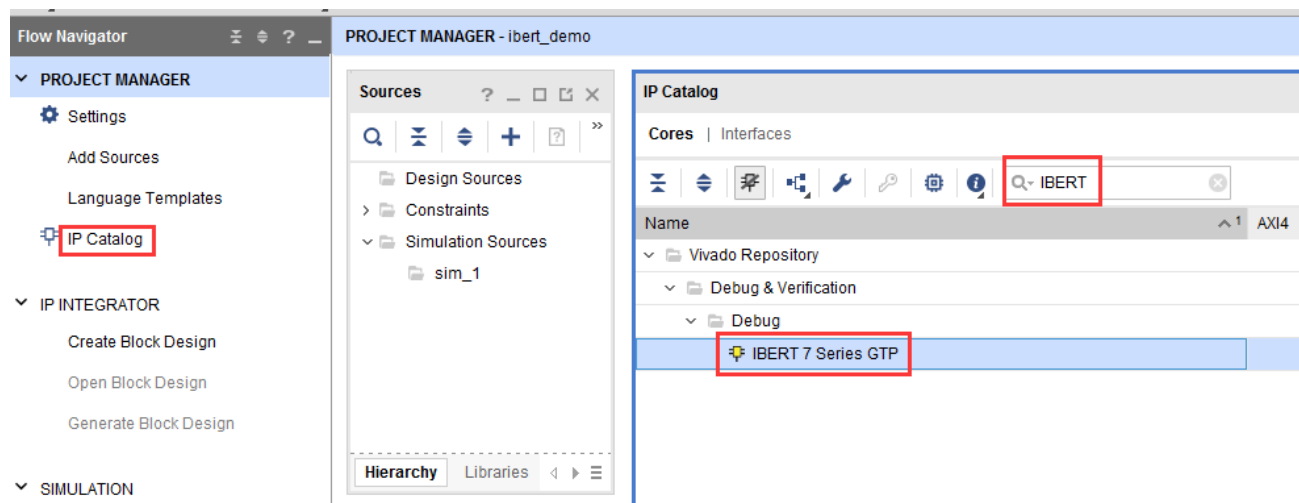 Flow Navigator
PROJECT MANAGER
Settings
Add Sources
Language Templates
IP Catalog
IP INTEGRATOR
Create Block Design
Open Block Design
Generate Block Design
SIMULATION
PROJECT MANAGER - ibert_demo
Sources
Design Sources
Constraints
Simulation Sources
sim_1
Hierarchy Libraries
IP Catalog
Cores | Interfaces
IBERT
Name 1 AXI4
Vivado Repository
Debug & Verification
Debug
IBERT 7 Series GTP